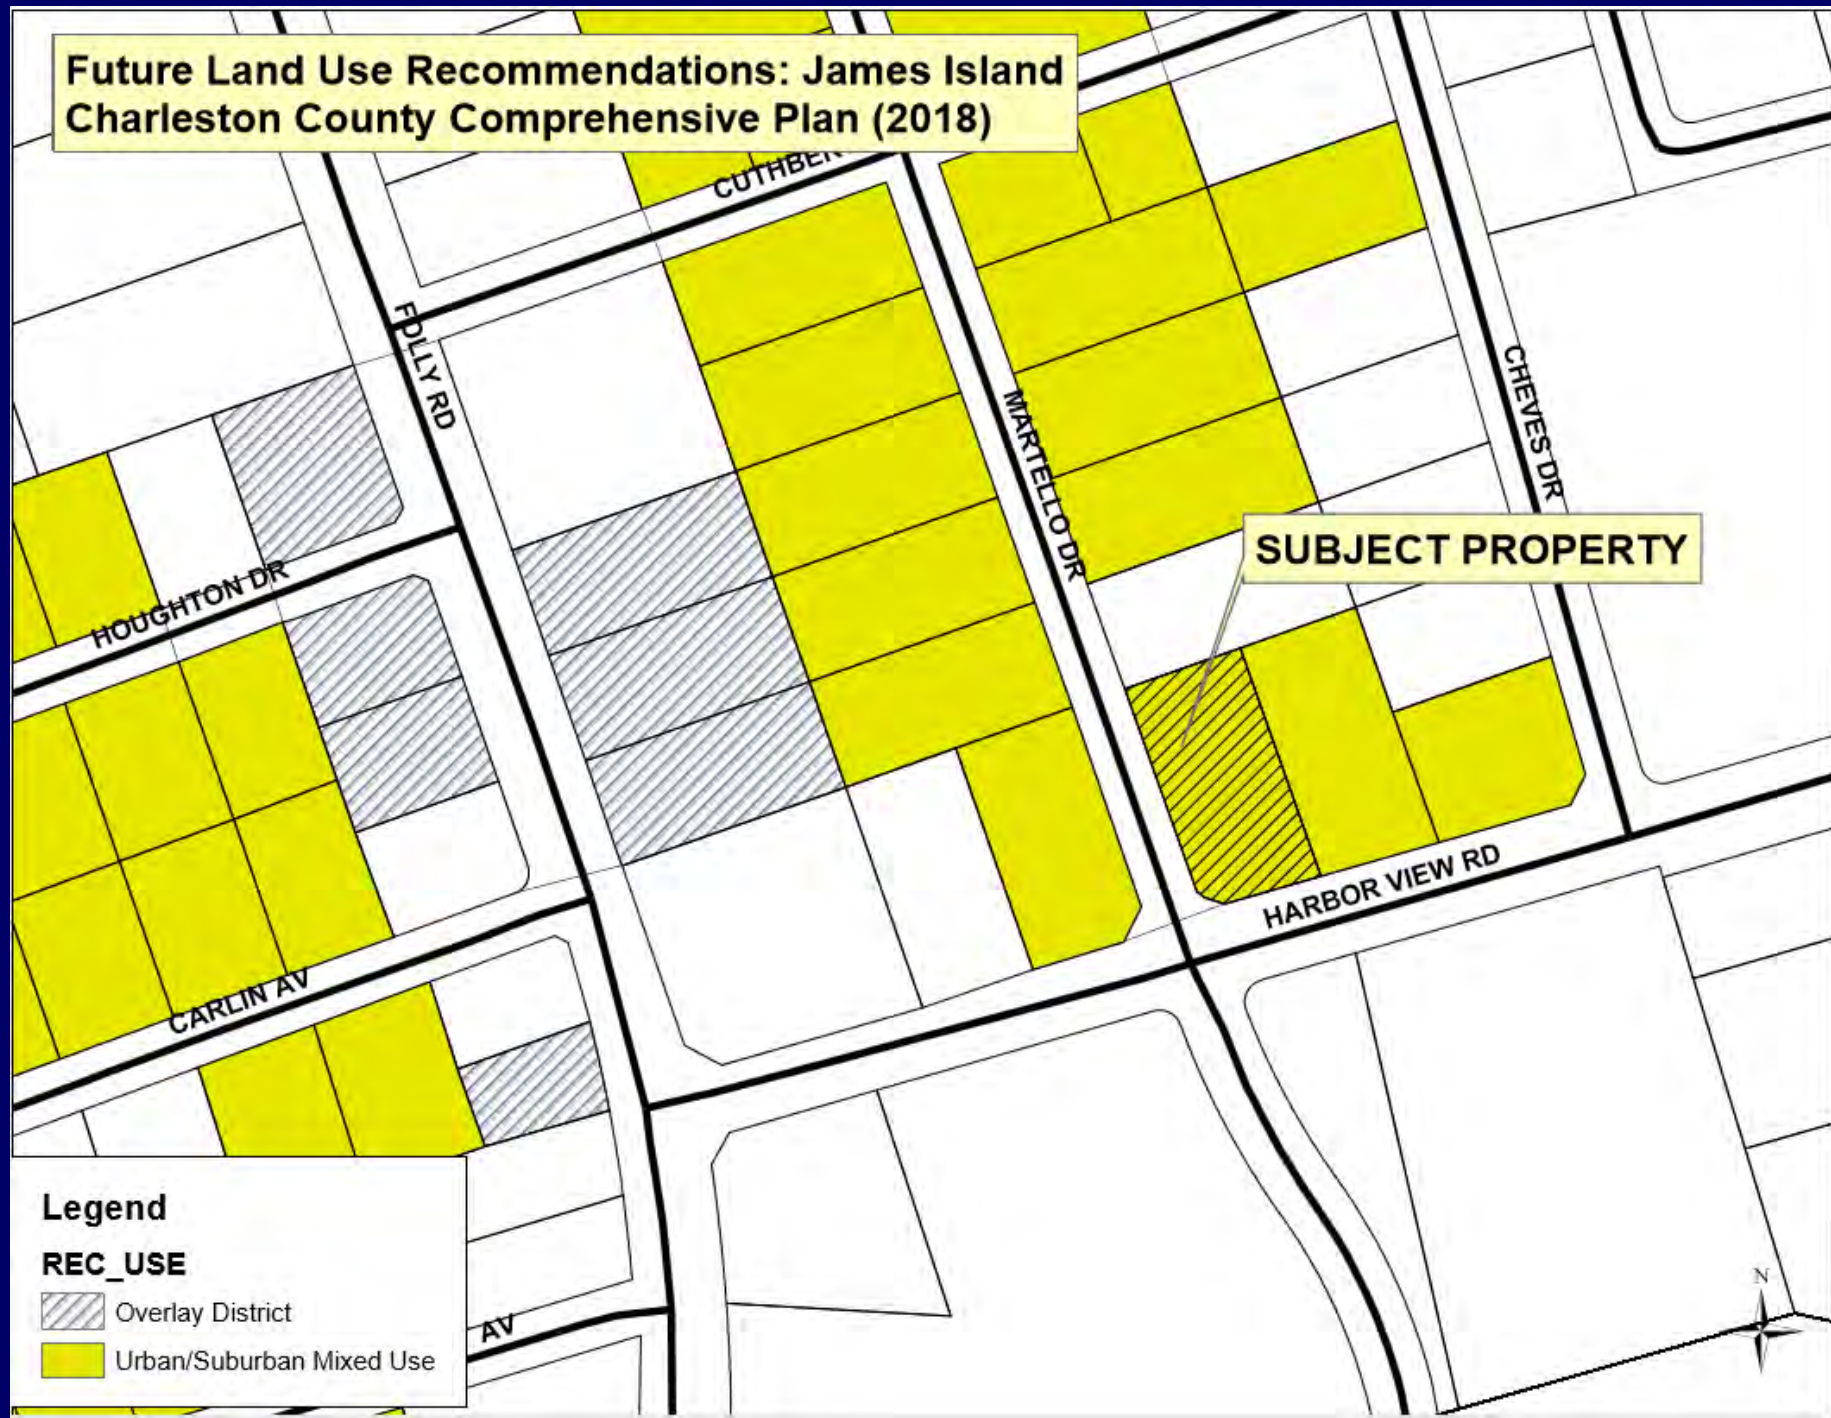 Future Land Use Recommendations: James Island
Charleston County Comprehensive Plan (2018)
FOLLY RD
MARTELLO DR
CHEVES DR
SUBJECT PROPERTY
HOUGHTON DR
HARBOR VIEW RD
CARLIN AV
AV
N
Legend
REC_USE
Overlay District
Urban/Suburban Mixed Use